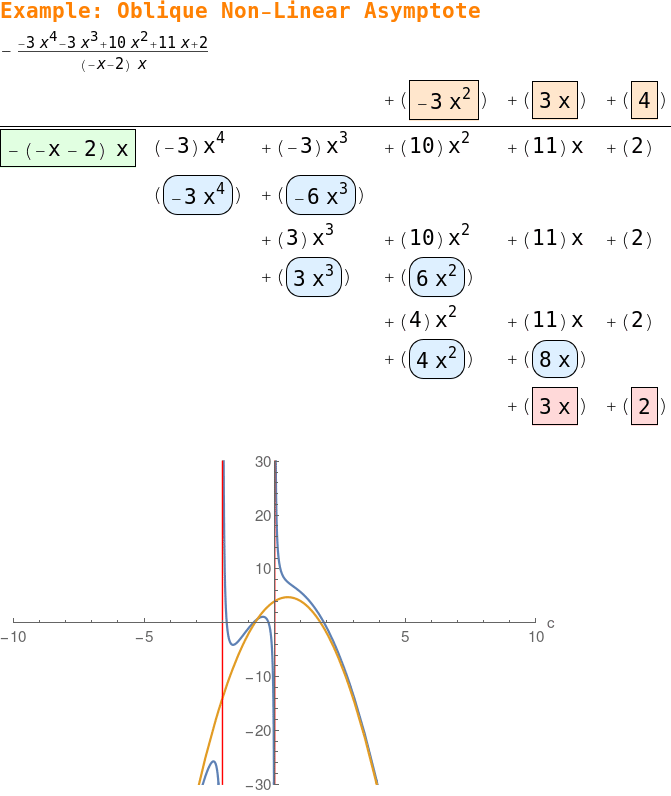 Example: Oblique Non-Linear Asymptote
− (−3 x^4−3 x^3+10 x^2+11 x+2)/((−x−2) x)
+ ( −3 x^2 ) + ( 3 x ) + ( 4 )
− (−x − 2) x (−3) x^4 + (−3) x^3 + (10) x^2 + (11) x + (2)
( −3 x^4 ) + ( −6 x^3 )
+ (3) x^3 + (10) x^2 + (11) x + (2)
+ ( 3 x^3 ) + ( 6 x^2 )
+ (4) x^2 + (11) x + (2)
+ ( 4 x^2 ) + ( 8 x )
+ ( 3 x ) + ( 2 )
30
20
10
−10 −5 5 10 c
−10
−20
−30